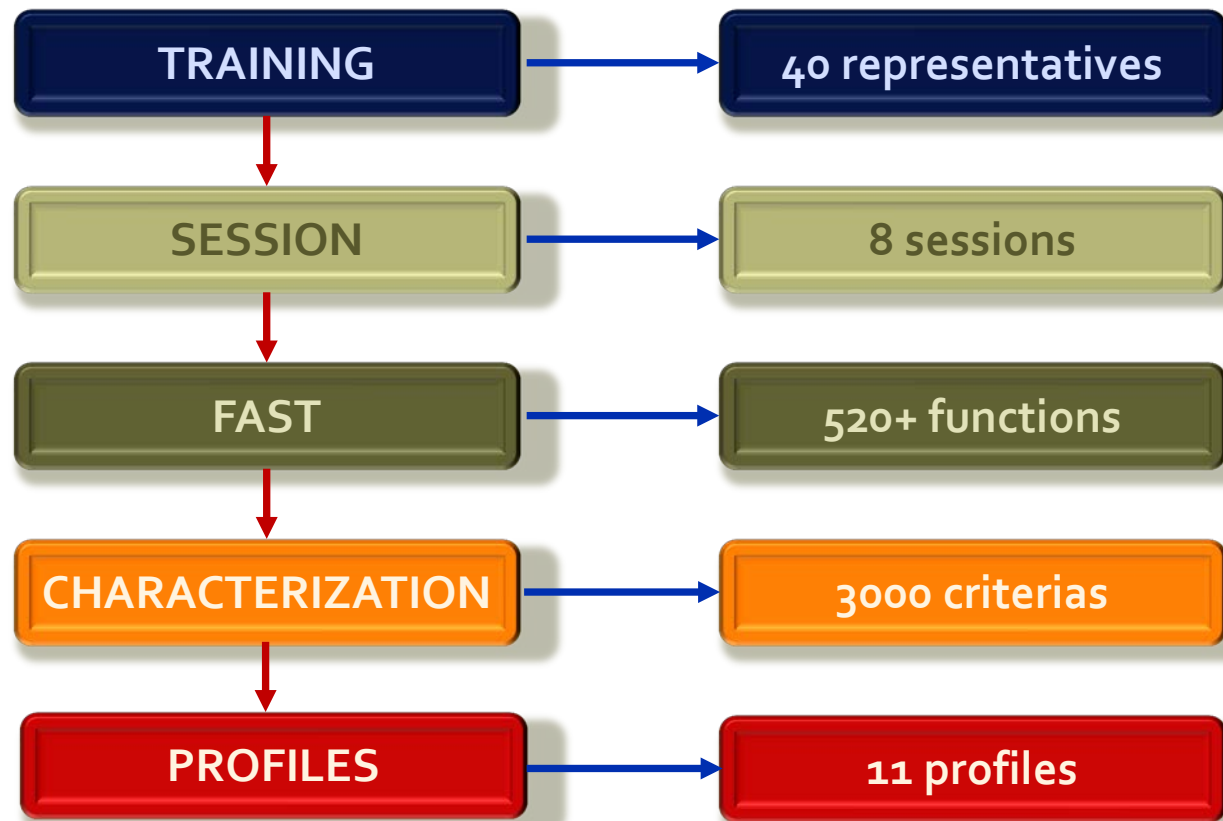 TRAINING
40 representatives
SESSION
8 sessions
FAST
520+ functions
CHARACTERIZATION
3000 criterias
PROFILES
11 profiles